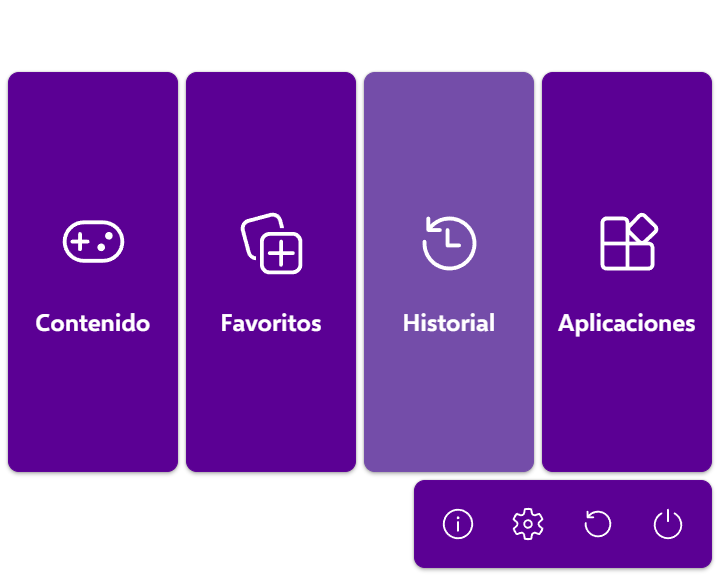 Contenido
Favoritos
Historial
Aplicaciones